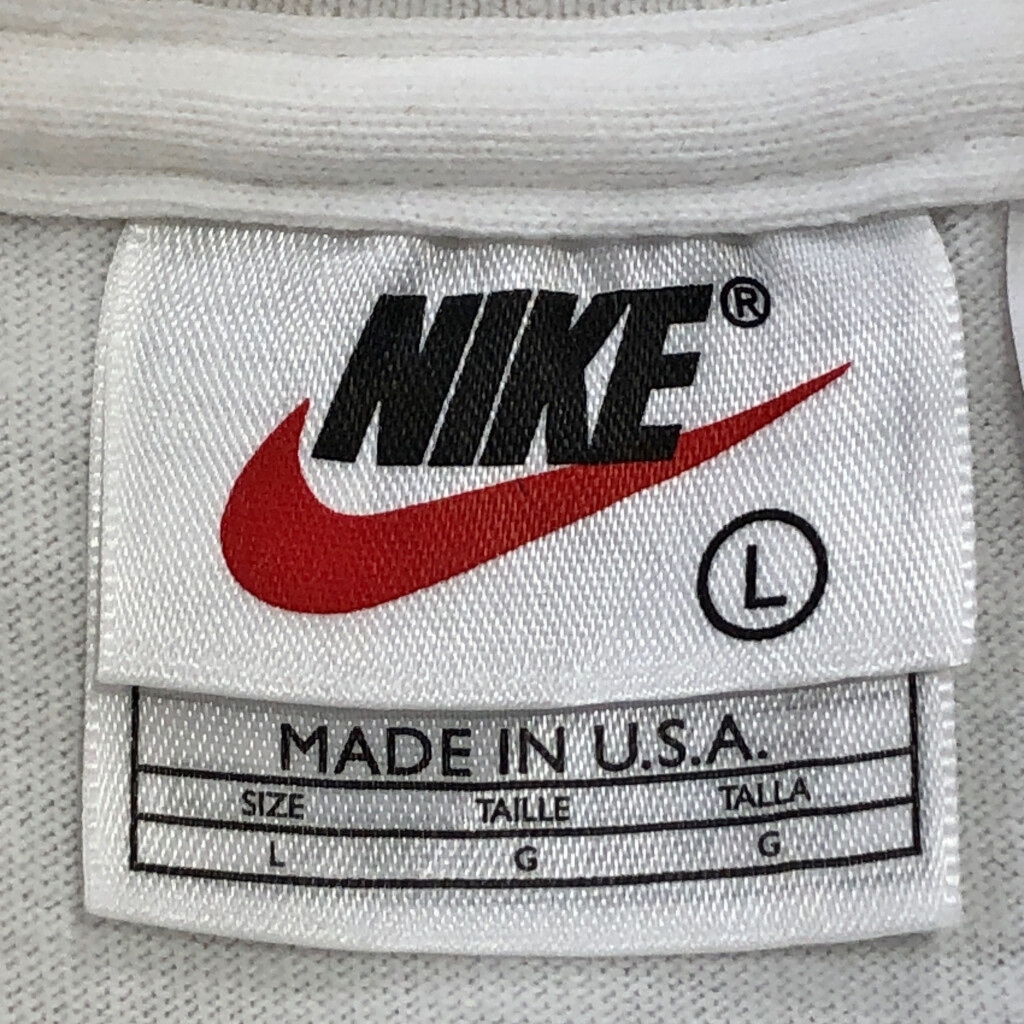 NIKE®
L
MADE IN U.S.A.
SIZE TAILLE TALLA
L G G